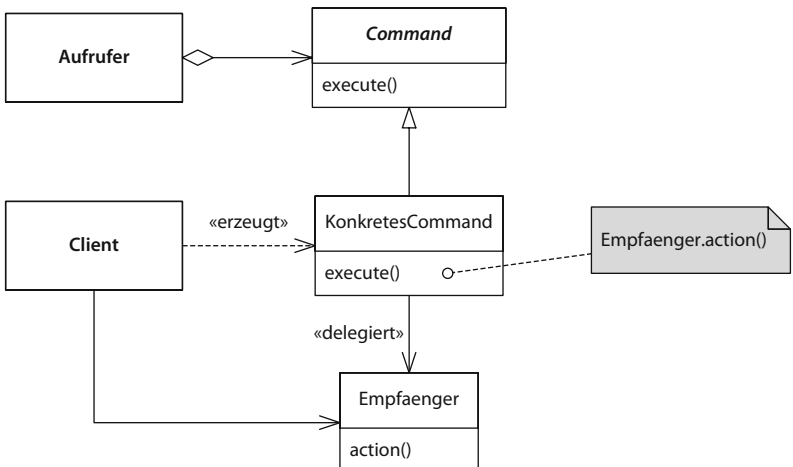 Aufrufer
Command
execute()
Client
«erzeugt»
KonkretesCommand
execute()
Empfaenger.action()
«delegiert»
Empfaenger
action()